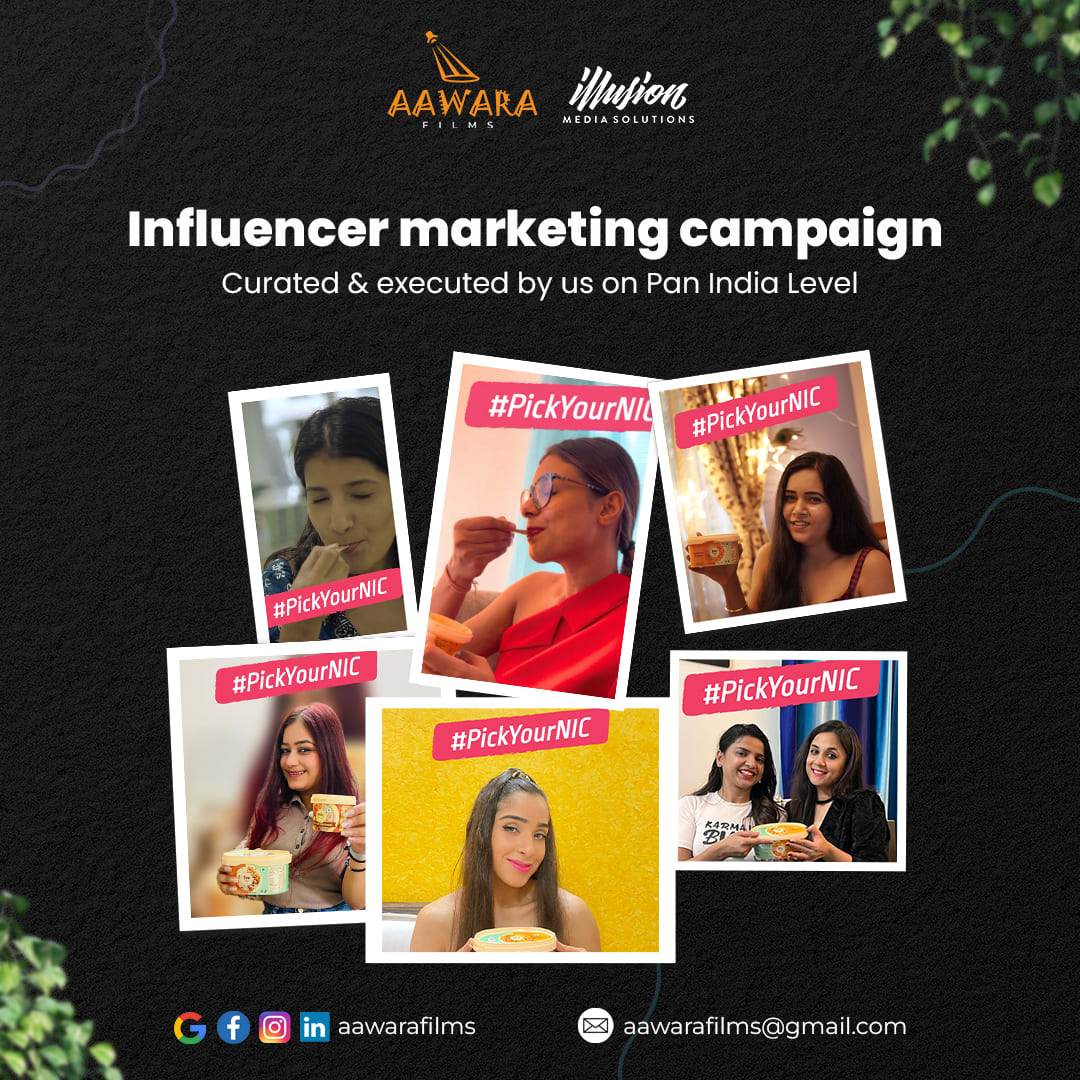 AAWARA
FILMS
illusion
MEDIA SOLUTIONS
Influencer marketing campaign
Curated & executed by us on Pan India Level
#PickYourNIC
#PickYourNIC
#PickYourNIC
#PickYourNIC
#PickYourNIC
#PickYourNIC
KARMA
aawarafilms
aawarafilms@gmail.com